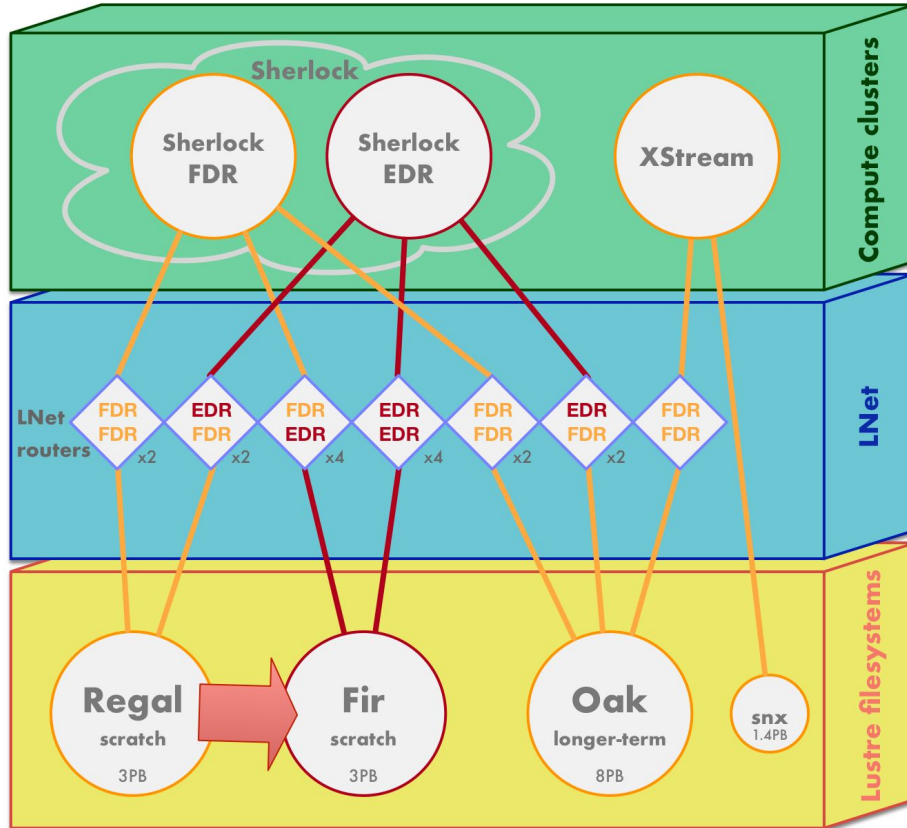 Sherlock
Sherlock
FDR
Sherlock
EDR
XStream
Compute clusters
LNet
routers
FDR
FDR
x2
EDR
FDR
x2
FDR
EDR
x4
EDR
EDR
x4
FDR
FDR
x2
EDR
FDR
x2
FDR
FDR
LNet
Regal
scratch
3PB
Fir
scratch
3PB
Oak
longer-term
8PB
snx
1.4PB
Lustre filesystems